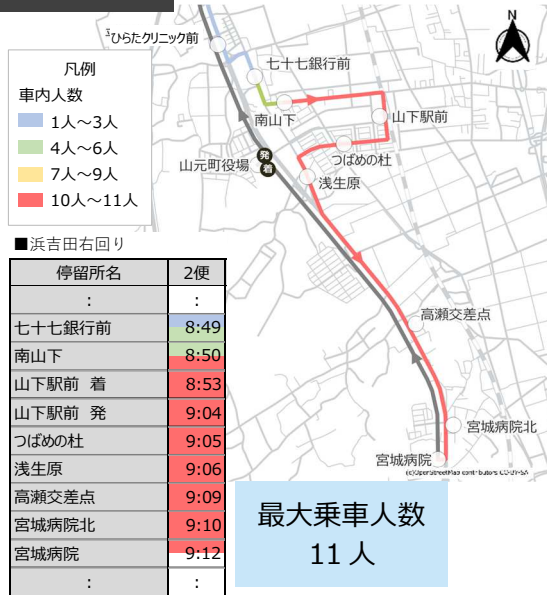 N
ひらたクリニック前
七十七銀行前
南山下
山下駅前
つばめの杜
山元町役場
発
着
浅生原
高瀬交差点
宮城病院北
宮城病院
(c)OpenStreetMap contributors CC-BY-SA
凡例
車内人数
1人～3人
4人～6人
7人～9人
10人～11人
■浜吉田右回り
停留所名 2便
: :
七十七銀行前 8:49
南山下 8:50
山下駅前 着 8:53
山下駅前 発 9:04
つばめの杜 9:05
浅生原 9:06
高瀬交差点 9:09
宮城病院北 9:10
宮城病院 9:12
: :
最大乗車人数
11 人